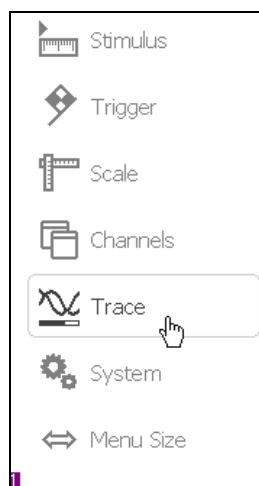 Stimulus
Trigger
Scale
Channels
Trace
System
Menu Size
1